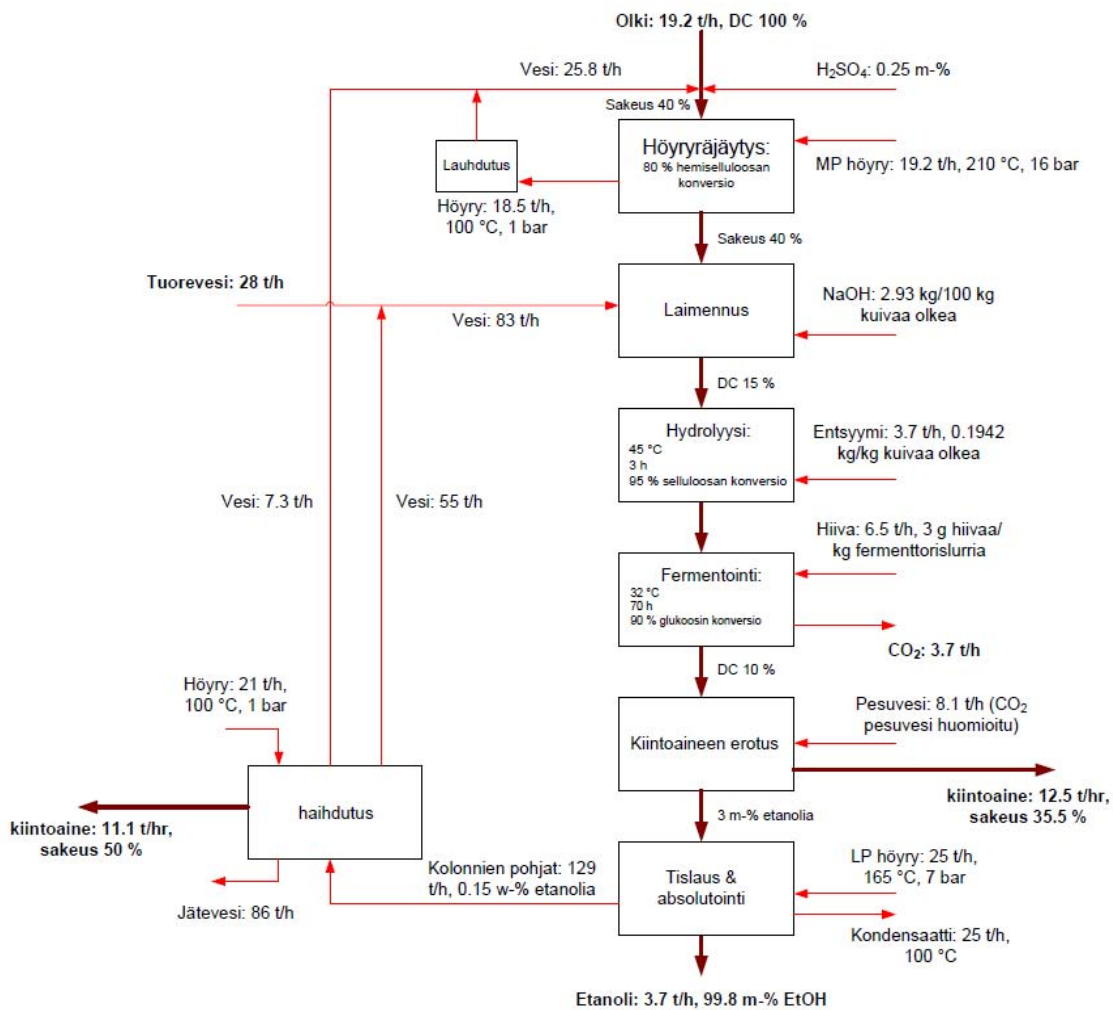 Olki: 19.2 t/h, DC 100 %
Vesi: 25.8 t/h
H₂SO₄: 0.25 m-%
Sakeus 40 %
Höyryräjäytys:
80 % hemiselluloosan
konversio
Lauhdutus
MP höyry: 19.2 t/h, 210 °C, 16 bar
Höyry: 18.5 t/h,
100 °C, 1 bar
Sakeus 40 %
Tuorevesi: 28 t/h
Vesi: 83 t/h
Laimennus
NaOH: 2.93 kg/100 kg
kuivaa olkea
DC 15 %
Hydrolyysi:
45 °C
3 h
95 % selluloosan konversio
Entsyymi: 3.7 t/h, 0.1942
kg/kg kuivaa olkea
Vesi: 7.3 t/h
Vesi: 55 t/h
Hiiva: 6.5 t/h, 3 g hiivaa/
kg fermenttorislurria
Fermentointi:
32 °C
70 h
90 % glukoosin konversio
CO₂: 3.7 t/h
DC 10 %
Höyry: 21 t/h,
100 °C, 1 bar
Pesuvesi: 8.1 t/h (CO₂
pesuvesi huomioitu)
Kiintoaineen erotus
kiintoaine: 12.5 t/hr,
sakeus 35.5 %
haihdutus
kiintoaine: 11.1 t/hr,
sakeus 50 %
3 m-% etanolia
Kolonnien pohjat: 129
t/h, 0.15 w-% etanolia
Tislaus &
absolutointi
LP höyry: 25 t/h,
165 °C, 7 bar
Jätevesi: 86 t/h
Kondensaatti: 25 t/h,
100 °C
Etanoli: 3.7 t/h, 99.8 m-% EtOH